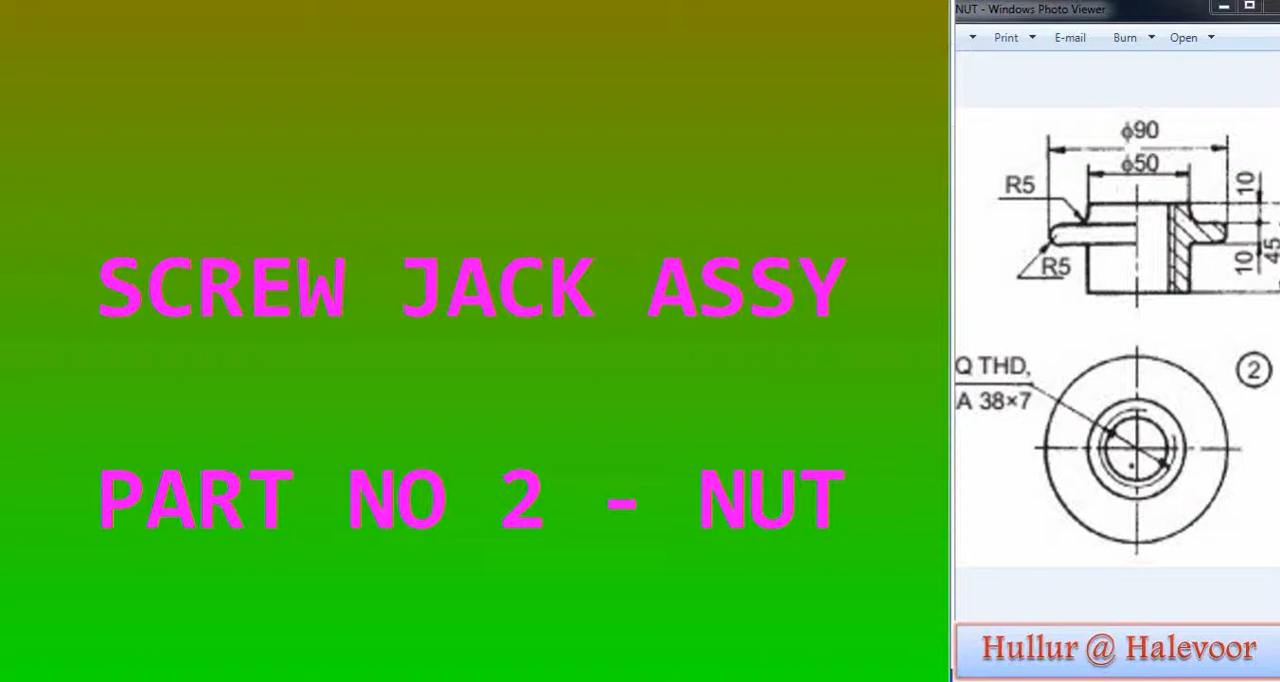 SCREW JACK ASSY
PART NO 2 - NUT
NUT - Windows Photo Viewer
Print E-mail Burn Open
ϕ90
ϕ50
R5
10
45
R5
10
Q THD,
A 38×7
2
Hullur @ Halevoor